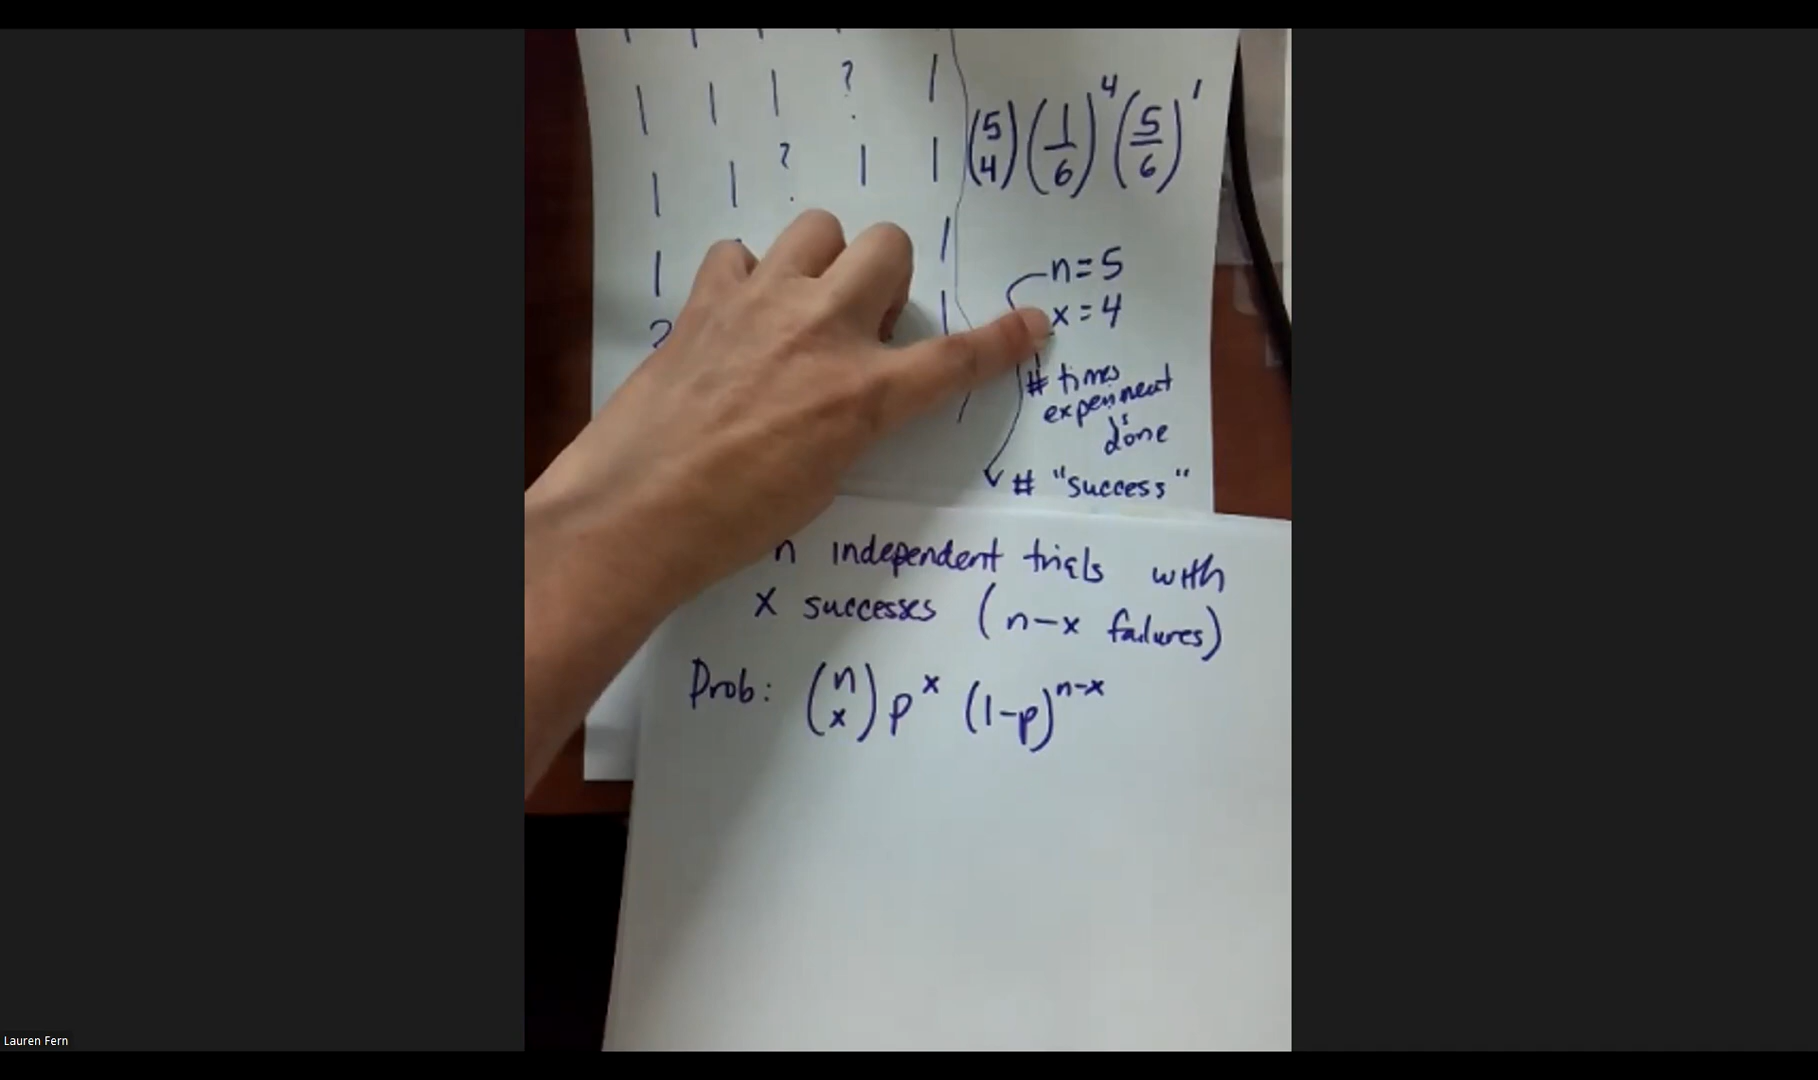 | | | ? |
| | ? | |
| |
? |
(5 4) (1/6)^4 (5/6)^1
n = 5
x = 4
# times
experiment
is
done
# "success"
n independent trials with
x successes (n-x failures)
Prob: (n x) p^x (1-p)^n-x
Lauren Fern